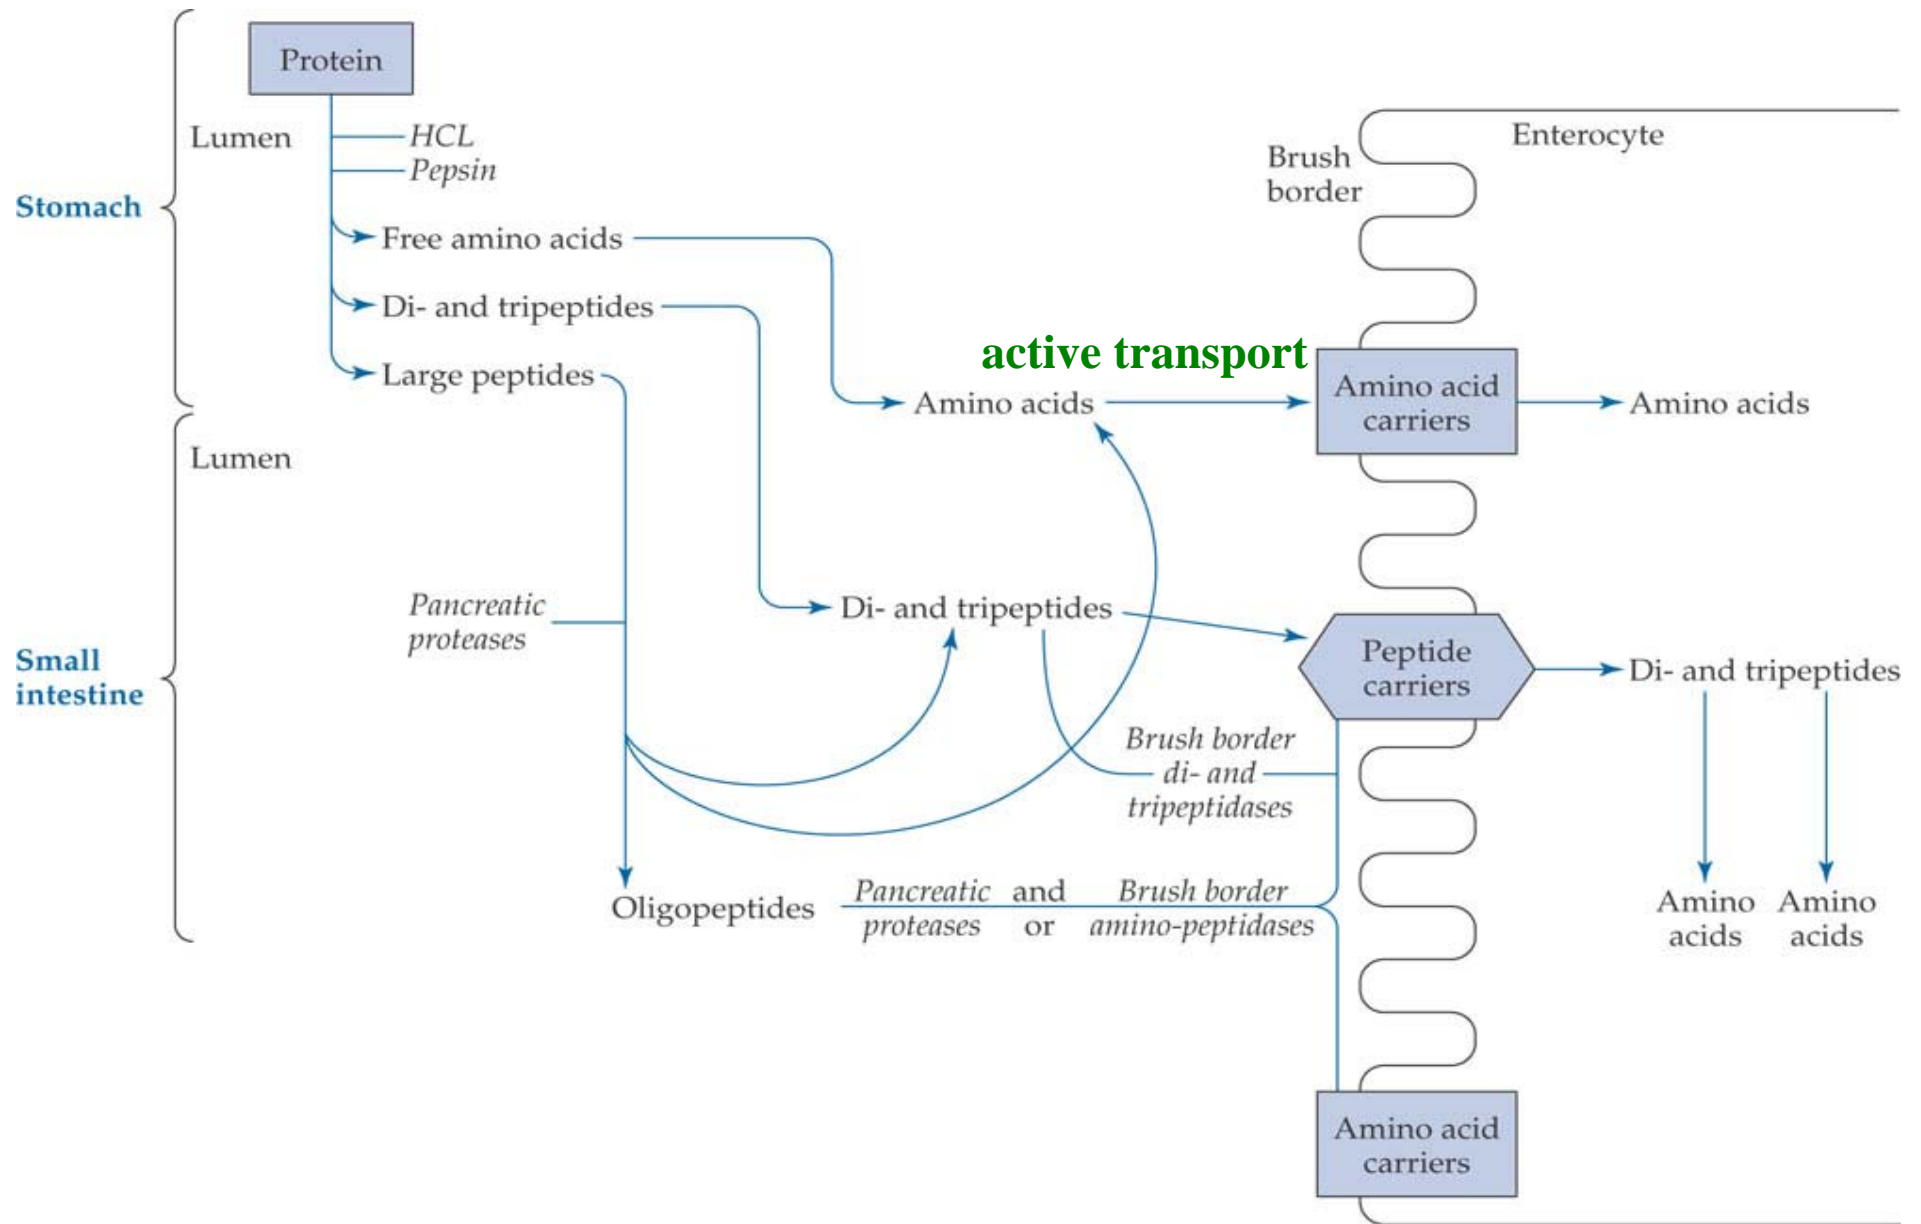 Protein
Lumen
HCL
Pepsin
Stomach
Free amino acids
Di- and tripeptides
Large peptides
Brush
border
Enterocyte
active transport
Amino acids
Amino acid
carriers
Amino acids
Lumen
Small
intestine
Pancreatic
proteases
Di- and tripeptides
Peptide
carriers
Di- and tripeptides
Brush border
di- and
tripeptidases
Amino
acids
Amino
acids
Oligopeptides
Pancreatic and Brush border
proteases or amino-peptidases
Amino acid
carriers